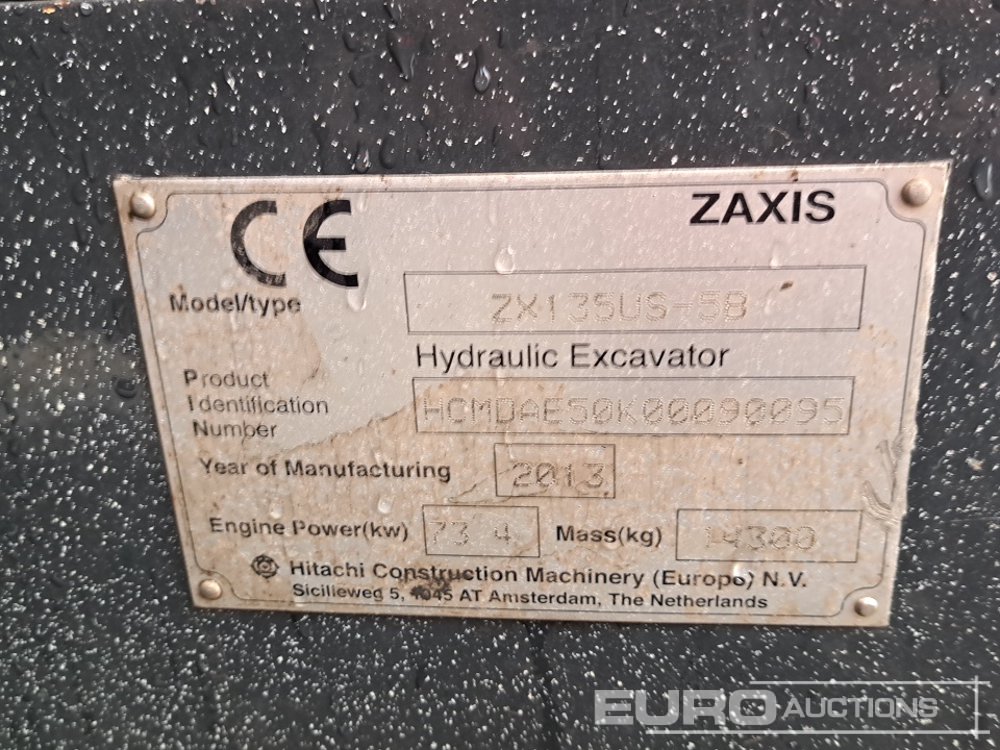 CE ZAXIS
Model/type ZX135US-5B
Hydraulic Excavator
Product
Identification HCMDAE50K00090095
Number
Year of Manufacturing 2013
Engine Power(kw) 73.4 Mass(kg) 14300
Hitachi Construction Machinery (Europe) N.V.
Sicilieweg 5, 1045 AT Amsterdam, The Netherlands
EURO AUCTIONS